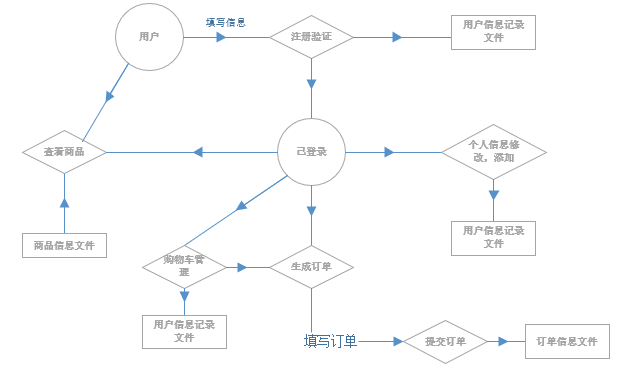 用户
填写信息
注册验证
用户信息记录
文件
查看商品
已登录
个人信息修
改，添加
商品信息文件
用户信息记录
文件
购物车管
理
生成订单
用户信息记录
文件
填写订单
提交订单
订单信息文件